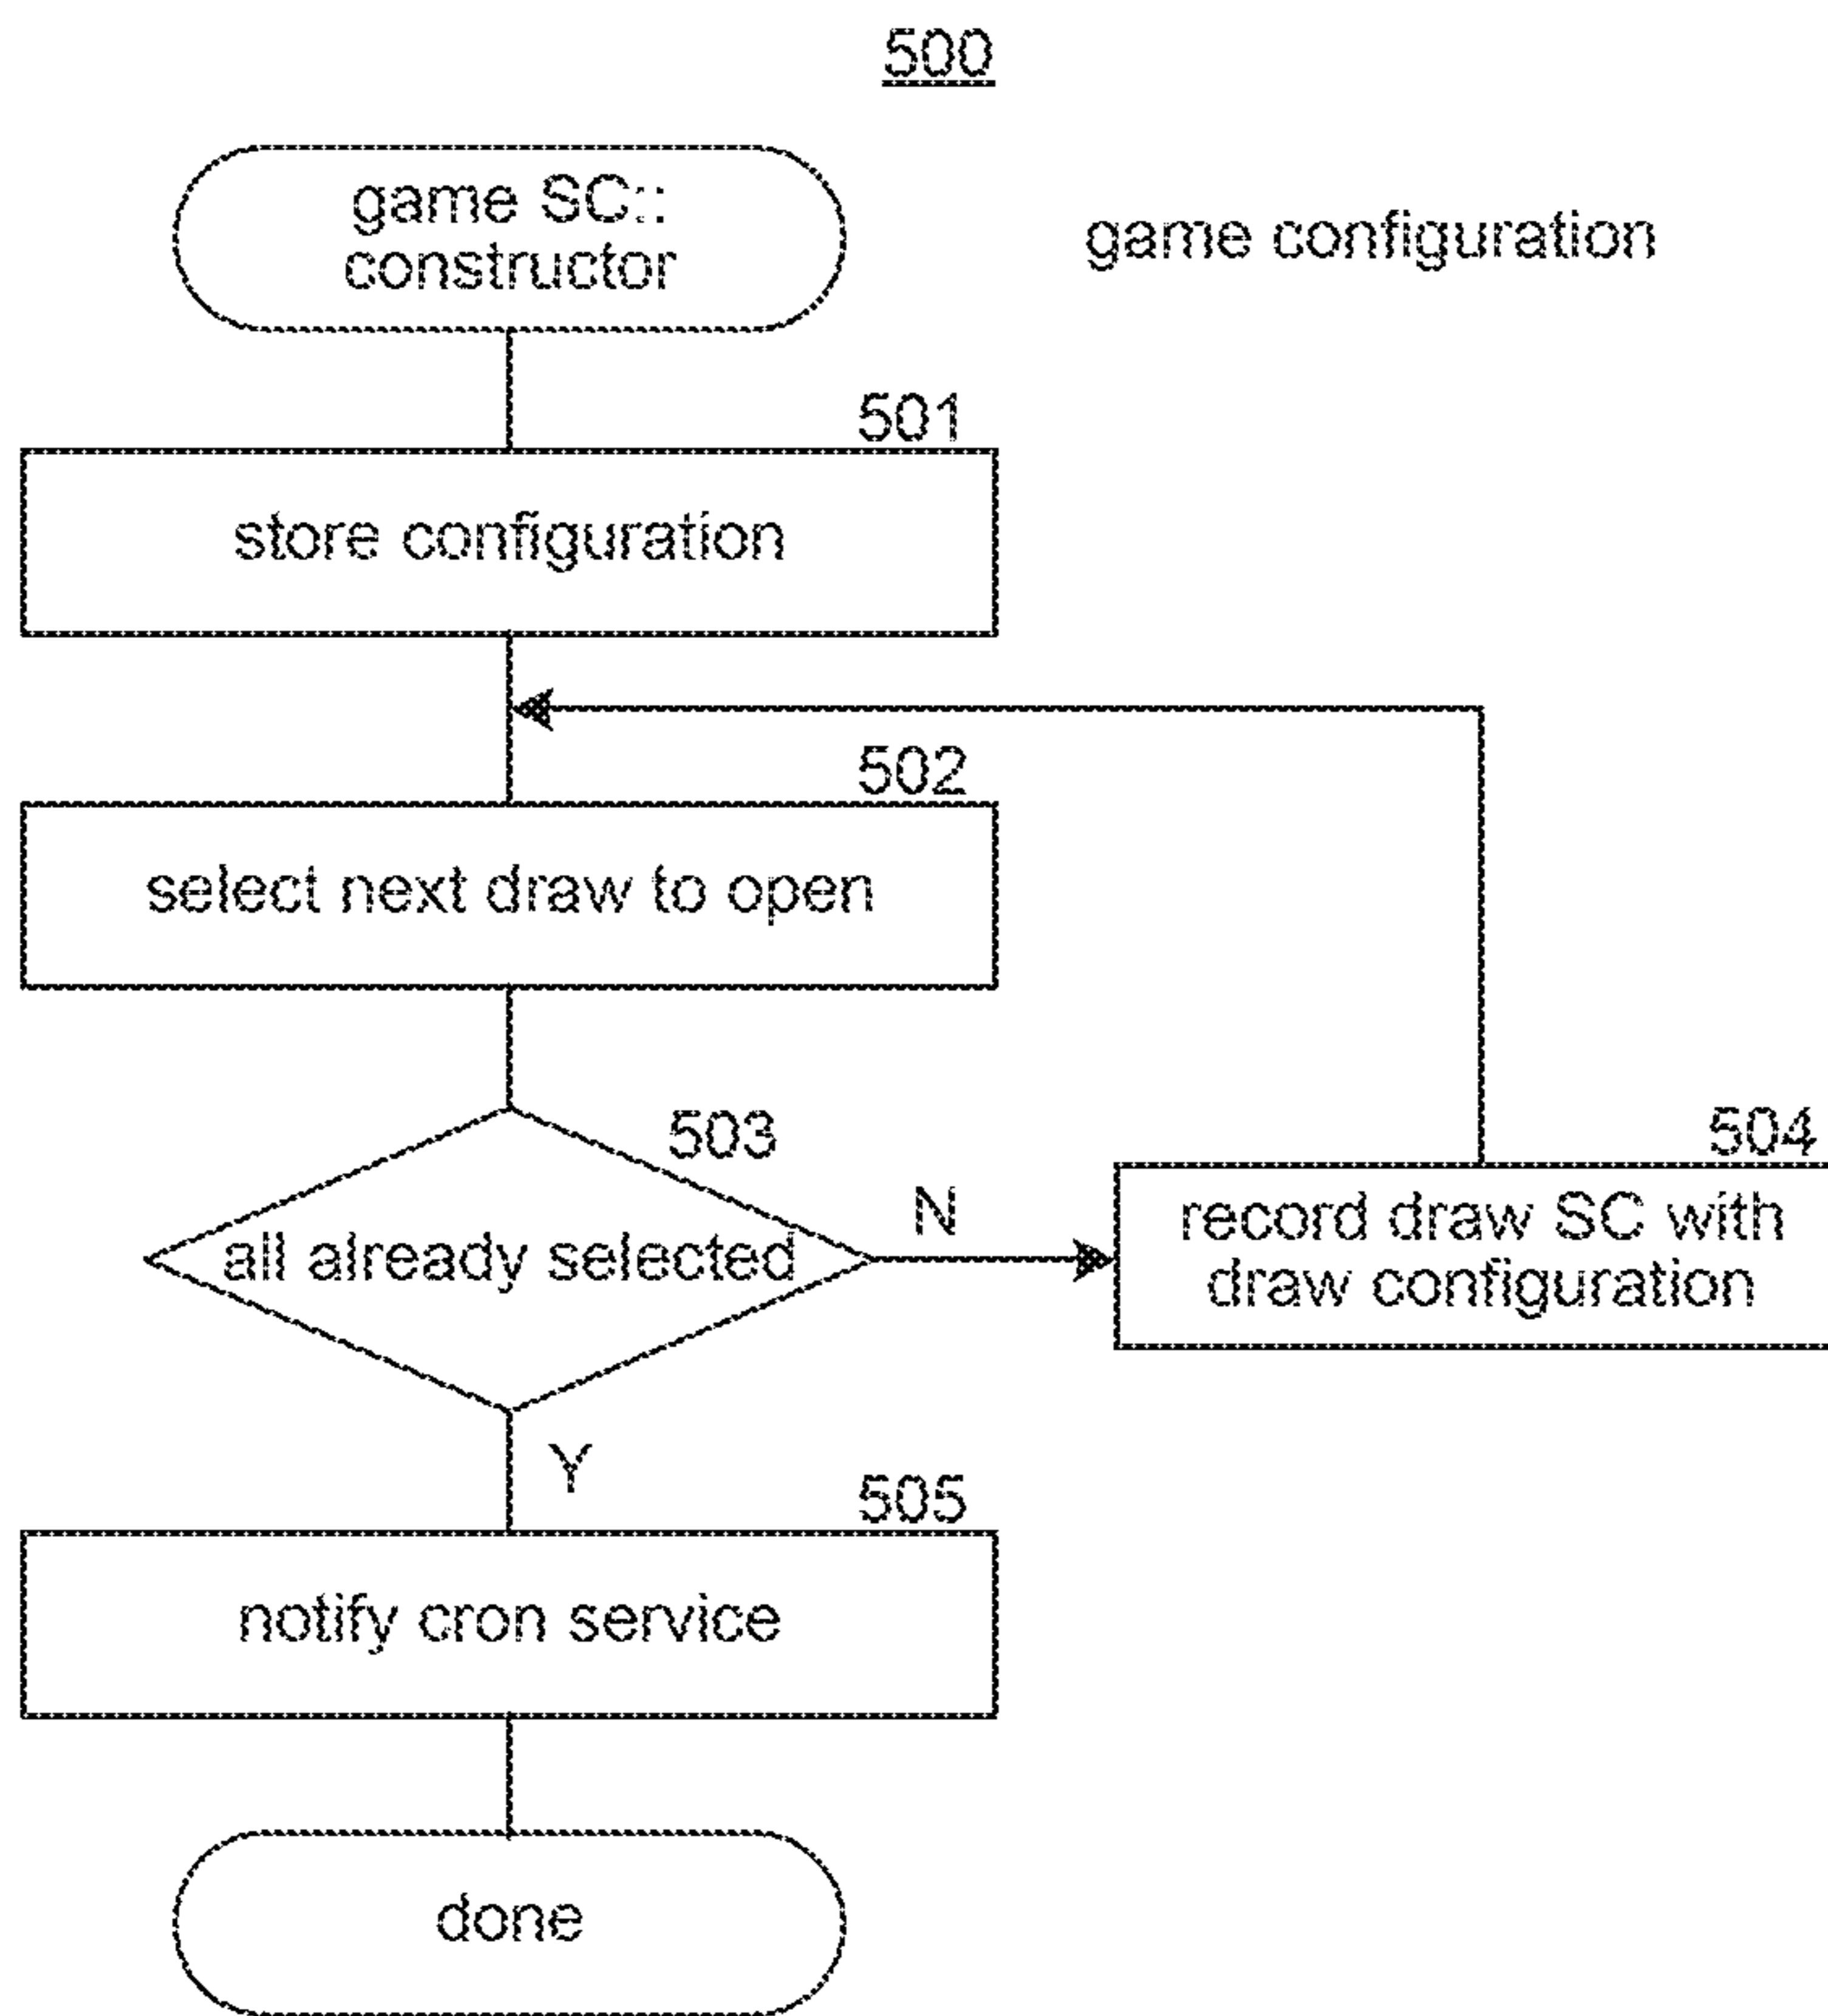 500
game SC::
constructor
game configuration
501
store configuration
502
select next draw to open
503
all already selected
N
504
record draw SC with
draw configuration
Y
505
notify cron service
done